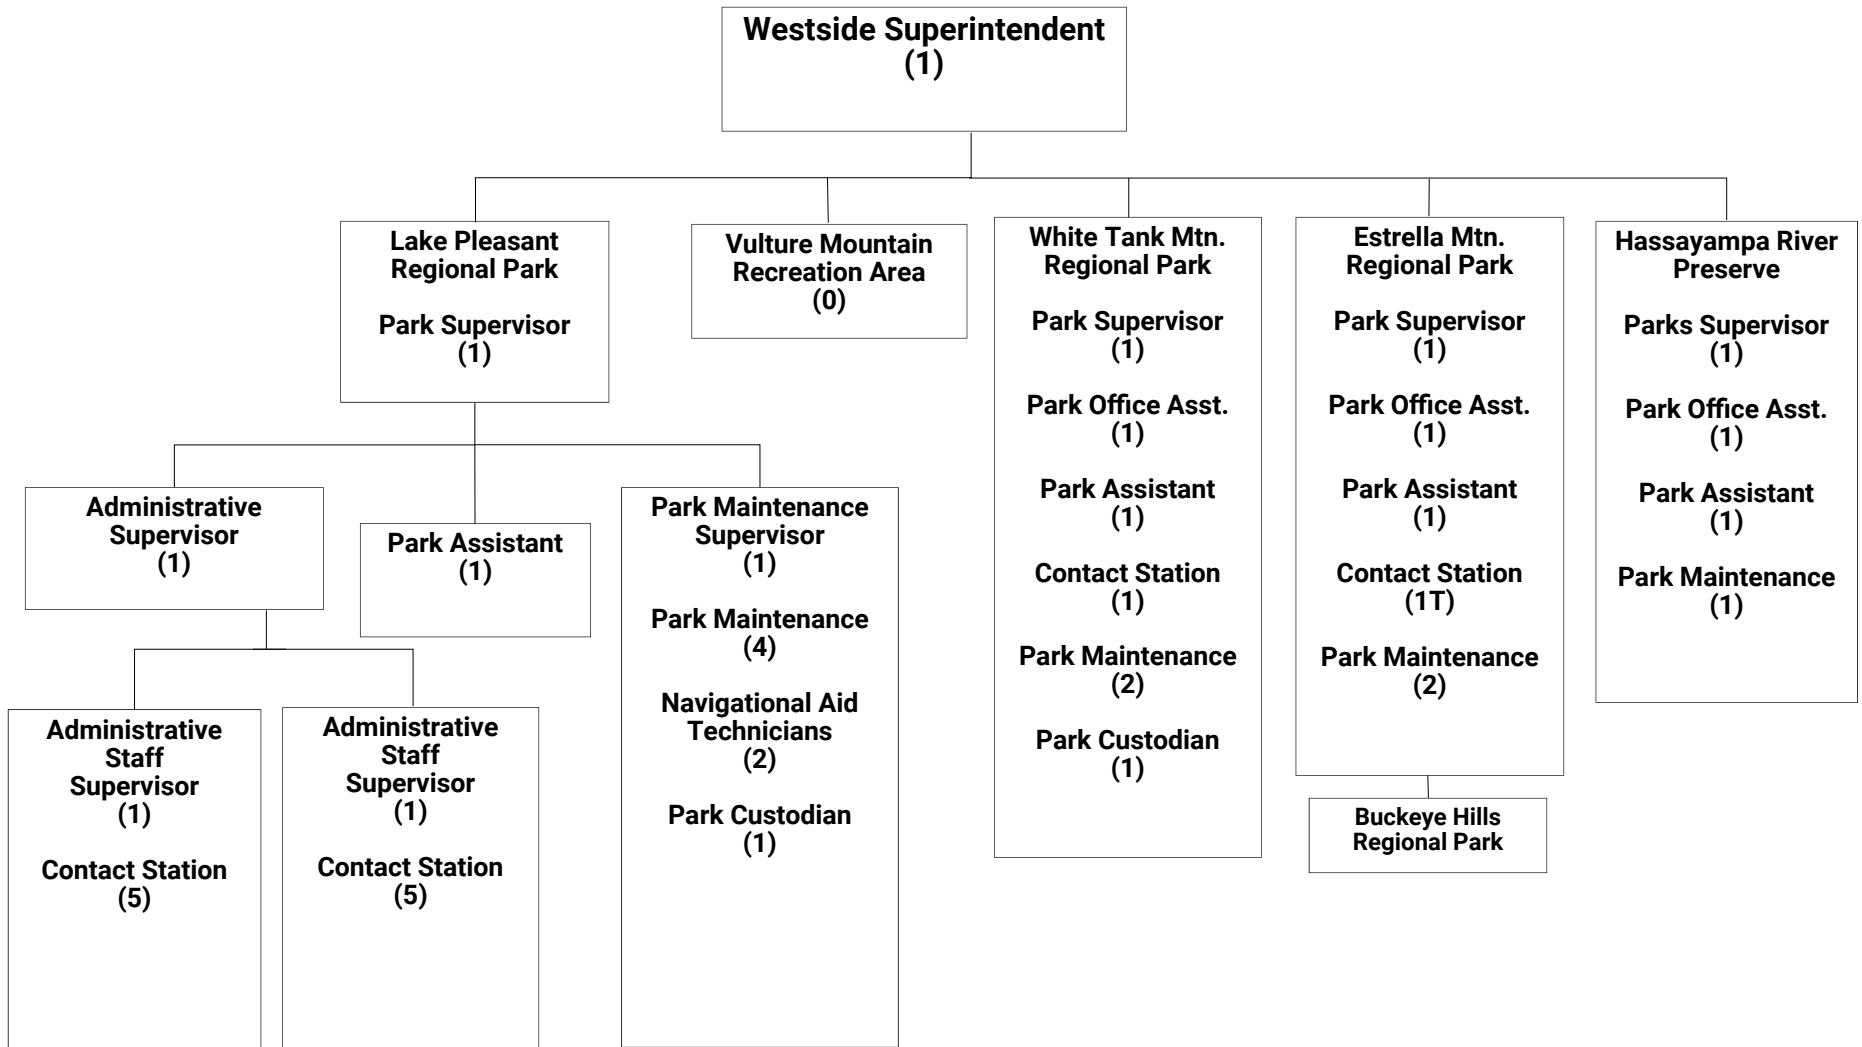 Westside Superintendent
(1)
Lake Pleasant
Regional Park
Park Supervisor
(1)
Vulture Mountain
Recreation Area
(0)
White Tank Mtn.
Regional Park
Park Supervisor
(1)
Park Office Asst.
(1)
Park Assistant
(1)
Contact Station
(1)
Park Maintenance
(2)
Park Custodian
(1)
Estrella Mtn.
Regional Park
Park Supervisor
(1)
Park Office Asst.
(1)
Park Assistant
(1)
Contact Station
(1T)
Park Maintenance
(2)
Buckeye Hills
Regional Park
Hassayampa River
Preserve
Parks Supervisor
(1)
Park Office Asst.
(1)
Park Assistant
(1)
Park Maintenance
(1)
Administrative
Supervisor
(1)
Park Assistant
(1)
Park Maintenance
Supervisor
(1)
Park Maintenance
(4)
Navigational Aid
Technicians
(2)
Park Custodian
(1)
Administrative
Staff
Supervisor
(1)
Contact Station
(5)
Administrative
Staff
Supervisor
(1)
Contact Station
(5)